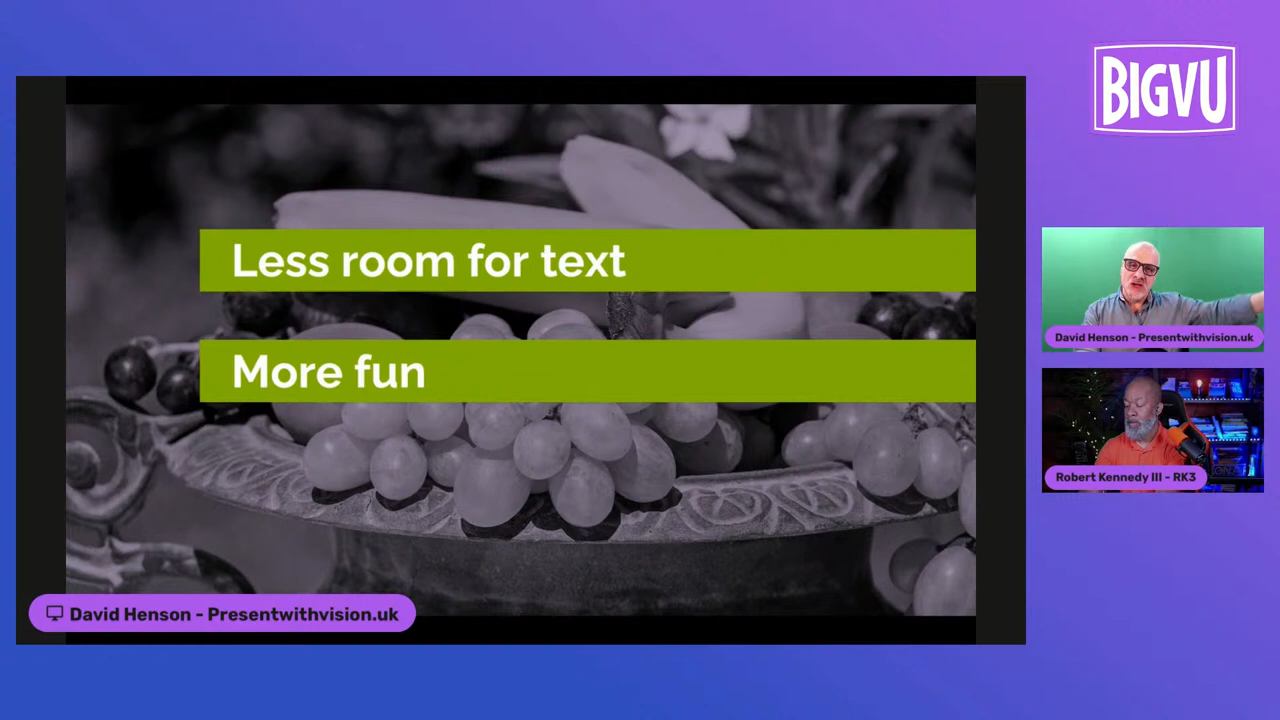 BIGVU
Less room for text
More fun
David Henson - Presentwithvision.uk
Robert Kennedy III - RK3
David Henson - Presentwithvision.uk